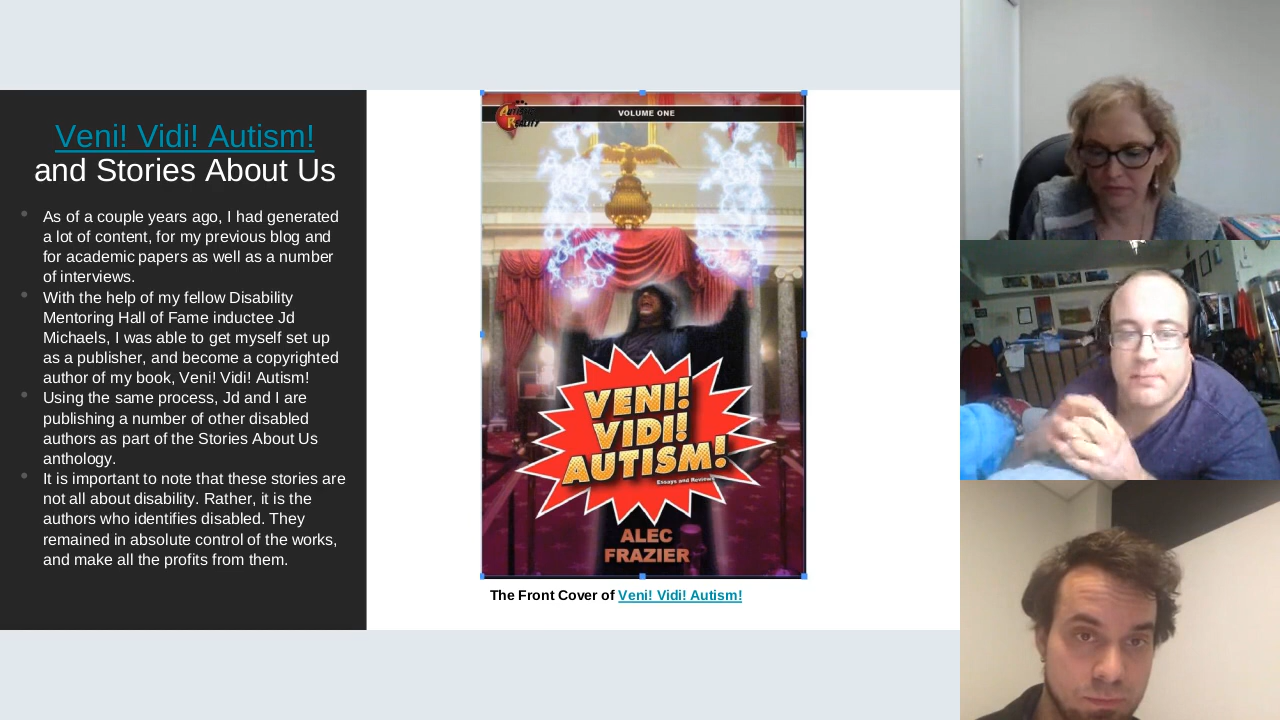 Veni! Vidi! Autism!
and Stories About Us
As of a couple years ago, I had generated
a lot of content, for my previous blog and
for academic papers as well as a number
of interviews.
With the help of my fellow Disability
Mentoring Hall of Fame inductee Jd
Michaels, I was able to get myself set up
as a publisher, and become a copyrighted
author of my book, Veni! Vidi! Autism!
Using the same process, Jd and I are
publishing a number of other disabled
authors as part of the Stories About Us
anthology.
It is important to note that these stories are
not all about disability. Rather, it is the
authors who identifies disabled. They
remained in absolute control of the works,
and make all the profits from them.
Autistic
Reality
VOLUME ONE
VENI!
VIDI!
AUTISM!
Essays and Reviews
ALEC
FRAZIER
The Front Cover of Veni! Vidi! Autism!